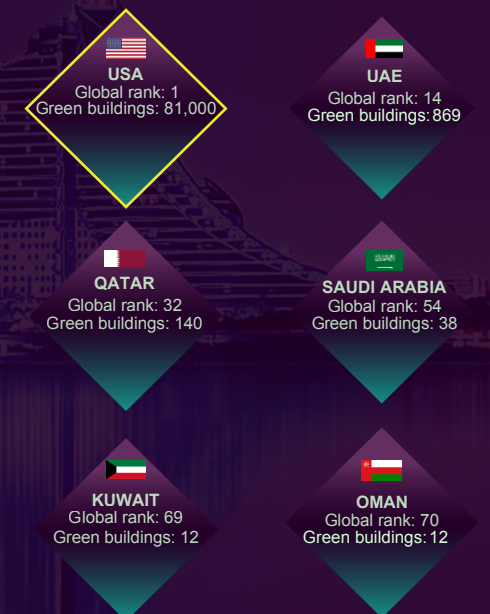 USA
Global rank: 1
Green buildings: 81,000
UAE
Global rank: 14
Green buildings: 869
QATAR
Global rank: 32
Green buildings: 140
SAUDI ARABIA
Global rank: 54
Green buildings: 38
KUWAIT
Global rank: 69
Green buildings: 12
OMAN
Global rank: 70
Green buildings: 12